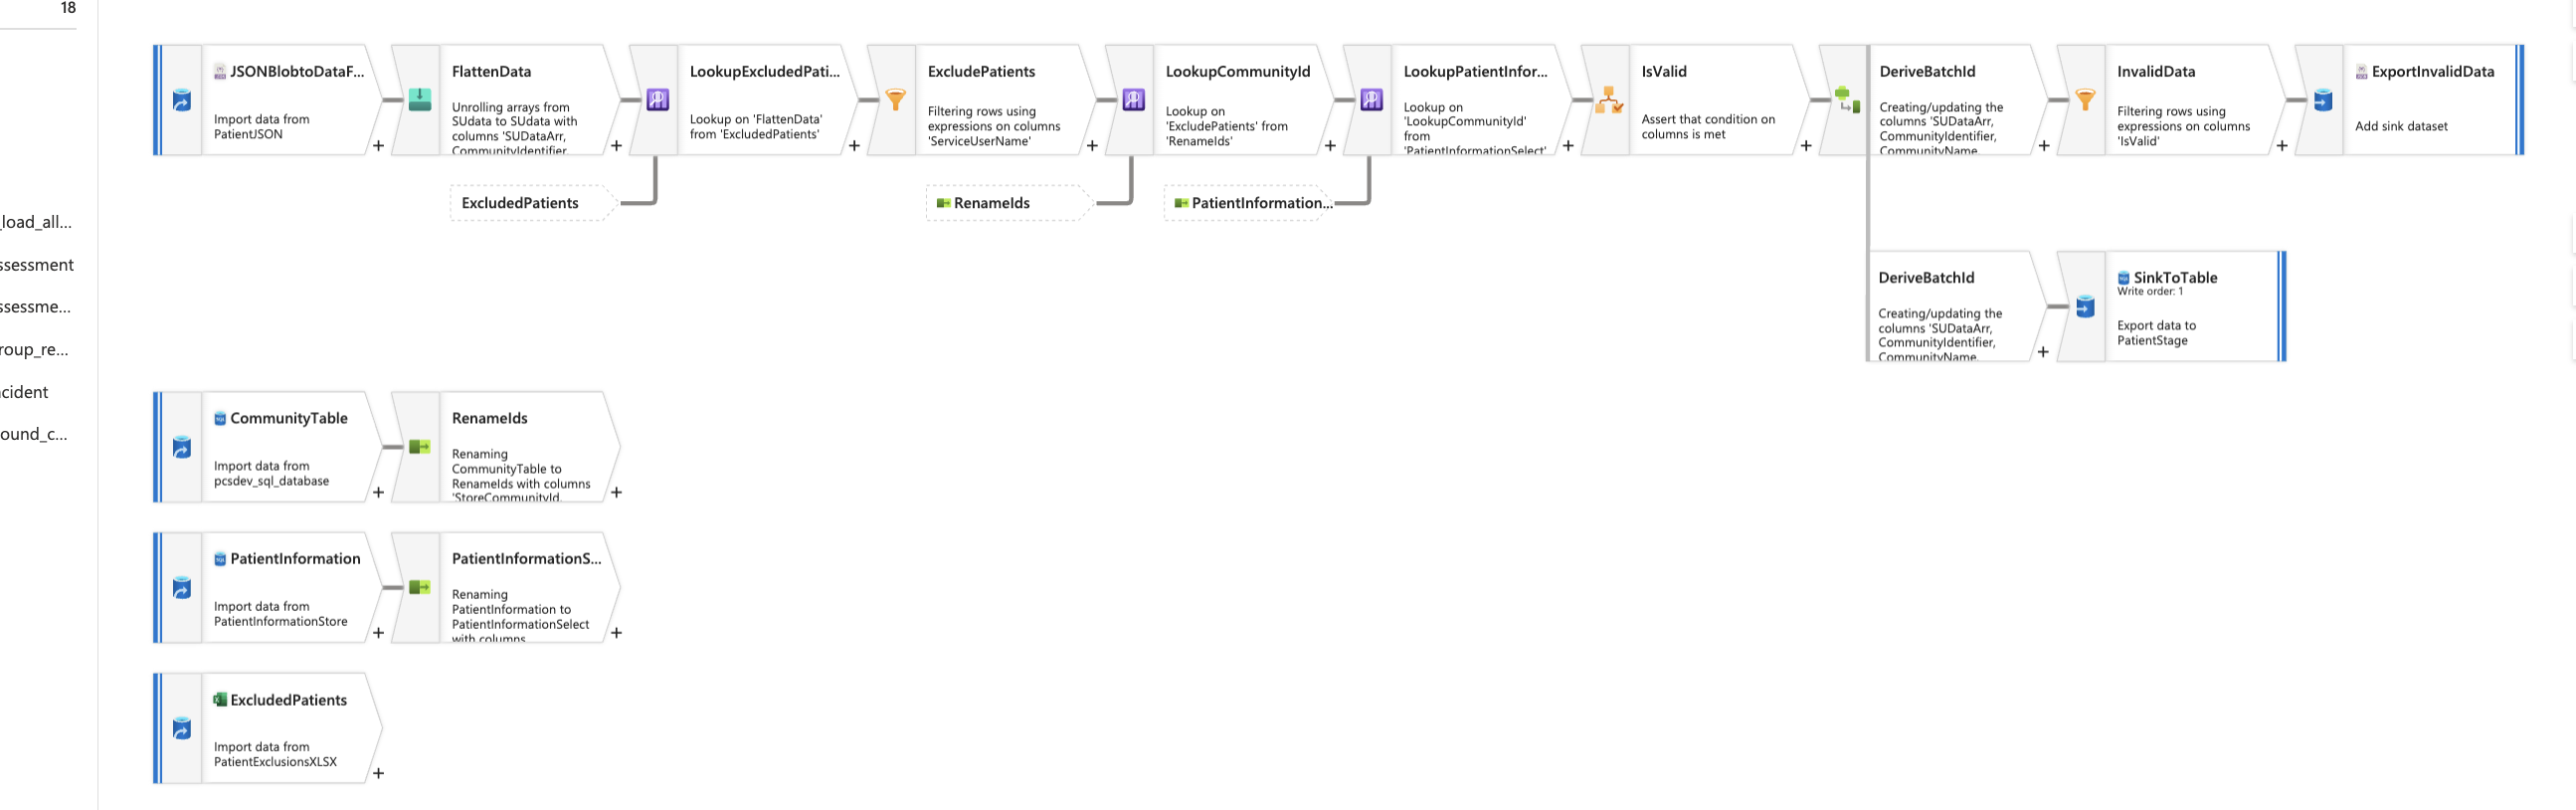 18
_load_all...
ssessment
ssessme...
roup_re...
cident
ound_c...
JSONBlobtoDataF...
Import data from
PatientJSON
+
FlattenData
Unrolling arrays from
SUdata to SUdata with
columns 'SUDataArr,
CommunityIdentifier,
+
LookupExcludedPati...
Lookup on 'FlattenData'
from 'ExcludedPatients'
+
ExcludePatients
Filtering rows using
expressions on columns
'ServiceUserName'
+
LookupCommunityId
Lookup on
'ExcludePatients' from
'RenameIds'
+
LookupPatientInfor...
Lookup on
'LookupCommunityId'
from
'PatientInformationSelect'
+
IsValid
Assert that condition on
columns is met
+
DeriveBatchId
Creating/updating the
columns 'SUDataArr,
CommunityIdentifier,
CommunityName,
+
InvalidData
Filtering rows using
expressions on columns
'IsValid'
+
ExportInvalidData
Add sink dataset
ExcludedPatients
RenameIds
PatientInformation...
DeriveBatchId
Creating/updating the
columns 'SUDataArr,
CommunityIdentifier,
CommunityName,
+
SinkToTable
Write order: 1
Export data to
PatientStage
CommunityTable
Import data from
pcsdev_sql_database
+
RenameIds
Renaming
CommunityTable to
RenameIds with columns
'StoreCommunityId,
+
PatientInformation
Import data from
PatientInformationStore
+
PatientInformationS...
Renaming
PatientInformation to
PatientInformationSelect
with columns
+
ExcludedPatients
Import data from
PatientExclusionsXLSX
+